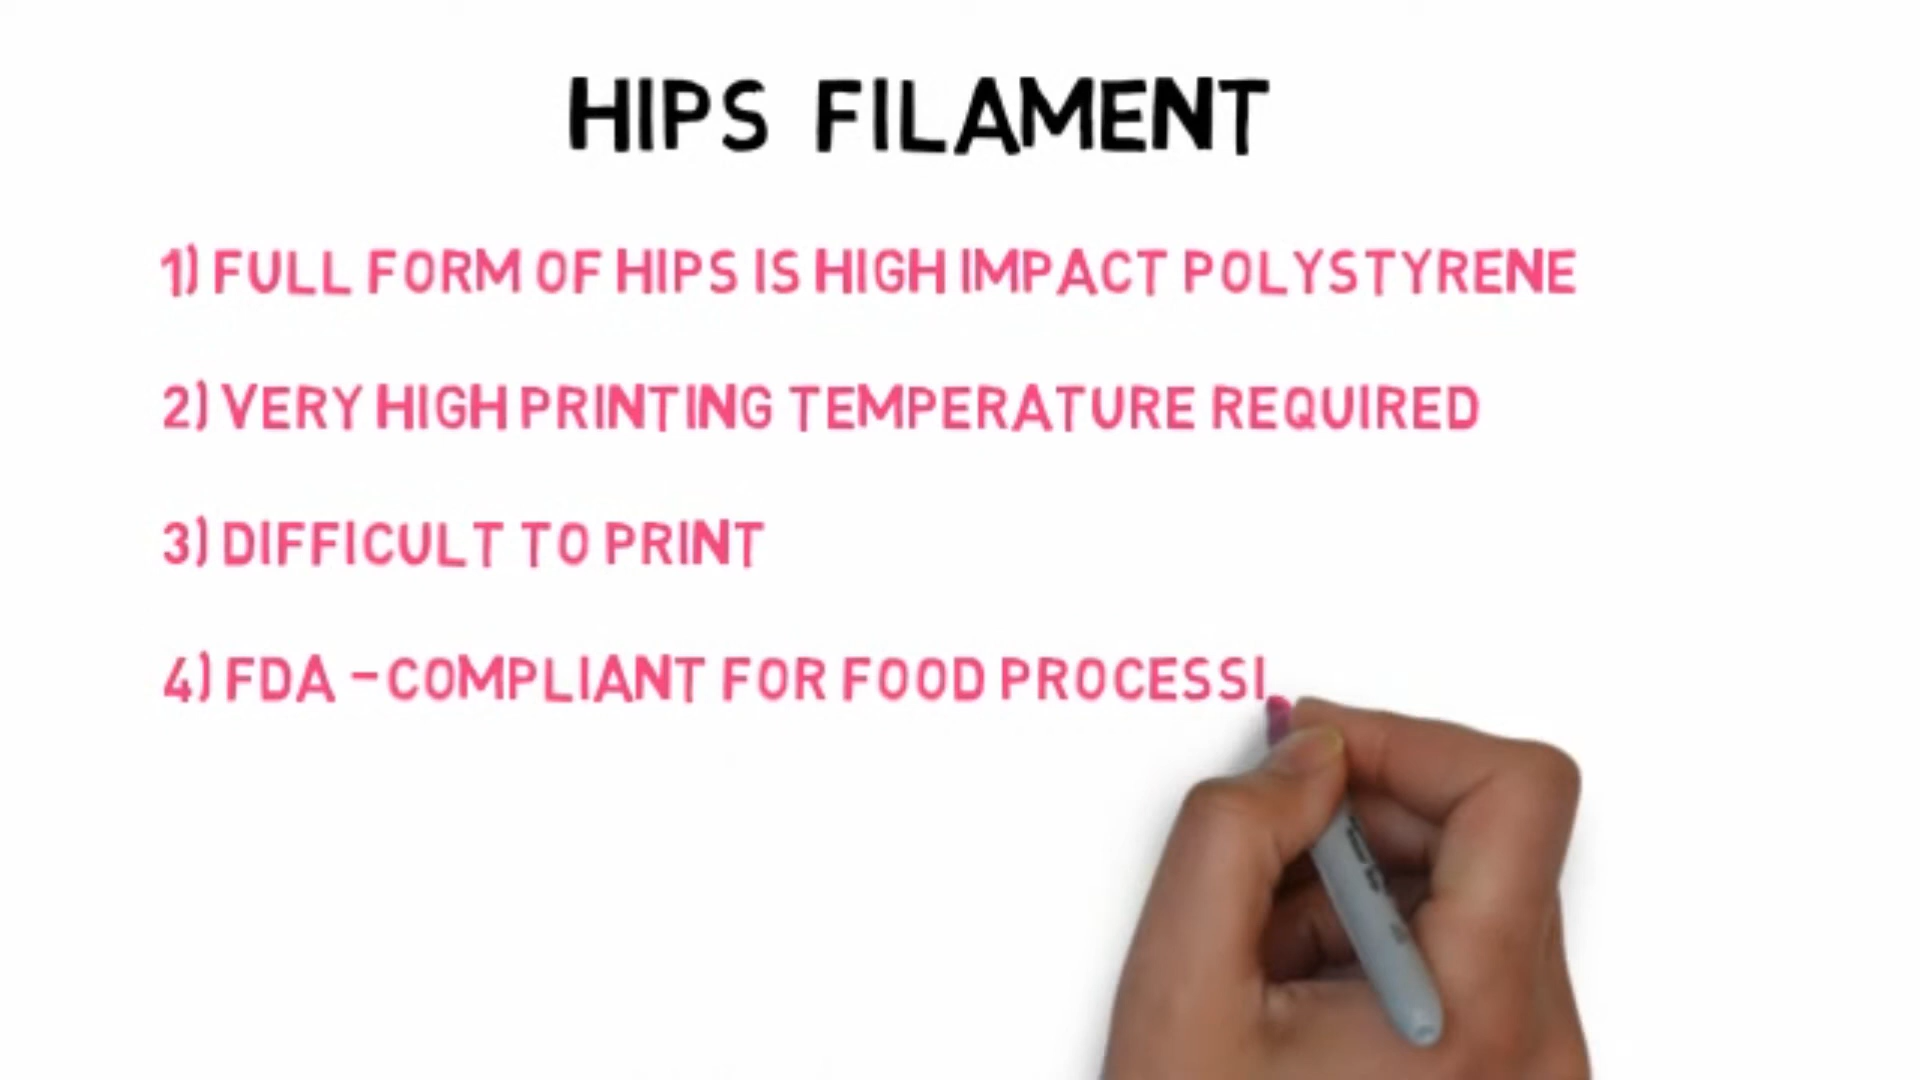 HIPS FILAMENT
1) FULL FORM OF HIPS IS HIGH IMPACT POLYSTYRENE
2) VERY HIGH PRINTING TEMPERATURE REQUIRED
3) DIFFICULT TO PRINT
4) FDA -COMPLIANT FOR FOOD PROCESSI